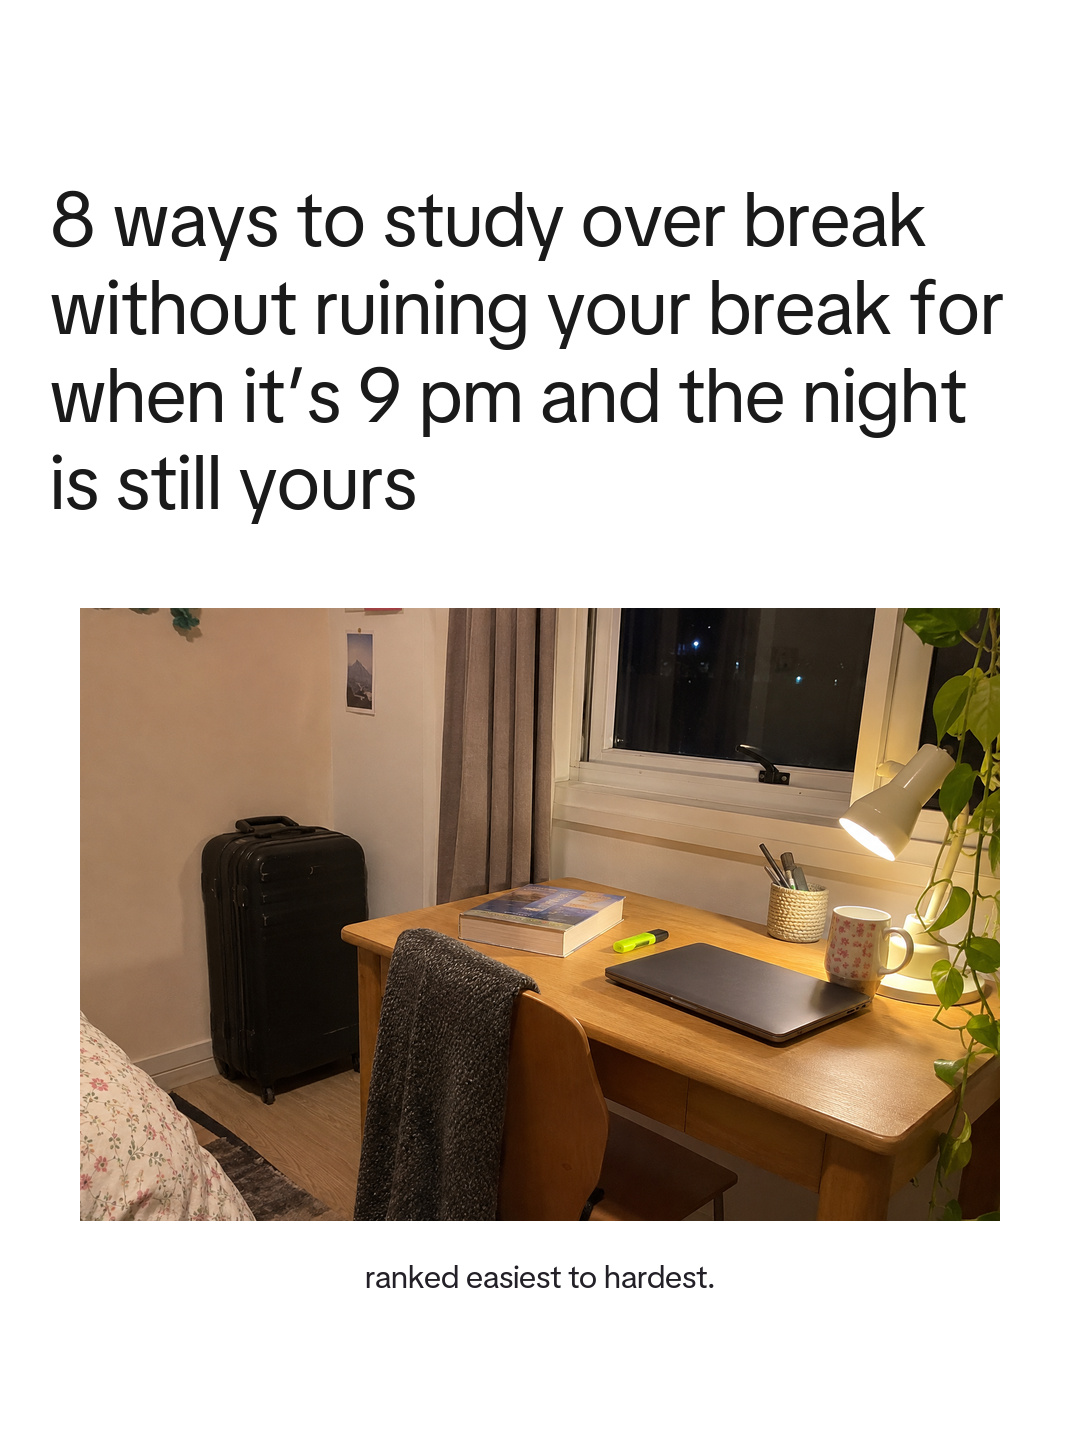 8 ways to study over break
without ruining your break for
when it’s 9 pm and the night
is still yours
ranked easiest to hardest.